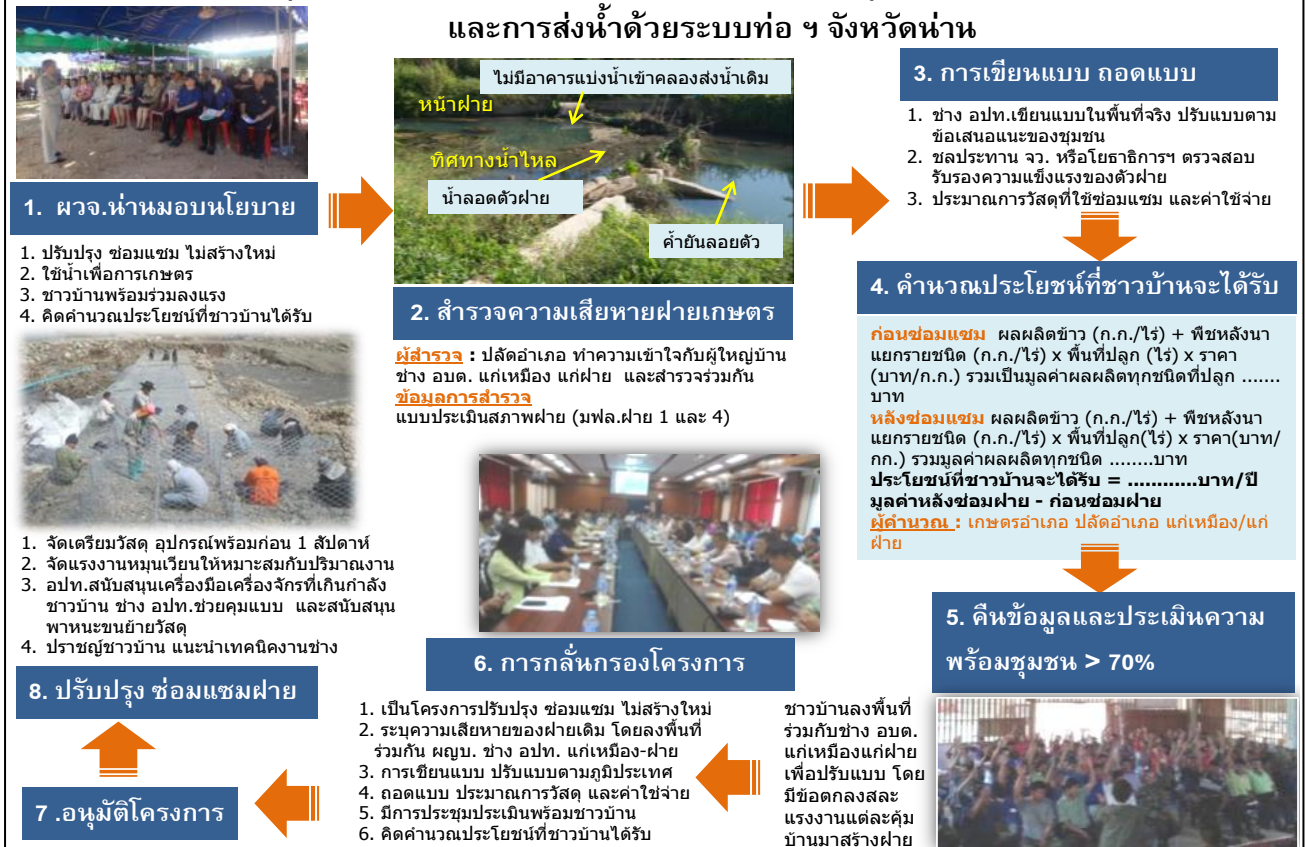 และการส่งน้ำด้วยระบบท่อ ฯ จังหวัดน่าน
1. ผวจ.น่านมอบนโยบาย
1. ปรับปรุง ซ่อมแซม ไม่สร้างใหม่
2. ใช้น้ำเพื่อการเกษตร
3. ชาวบ้านพร้อมร่วมลงแรง
4. คิดคำนวณประโยชน์ที่ชาวบ้านได้รับ
ไม่มีอาคารแบ่งน้ำเข้าคลองส่งน้ำเดิม
หน้าฝาย
ทิศทางน้ำไหล
น้ำลอดตัวฝาย
ค้ำยันลอยตัว
2. สำรวจความเสียหายฝายเกษตร
ผู้สำรวจ : ปลัดอำเภอ ทำความเข้าใจกับผู้ใหญ่บ้าน
ช่าง อบต. แก่เหมือง แก่ฝาย และสำรวจร่วมกัน
ข้อมูลการสำรวจ
แบบประเมินสภาพฝาย (มฟล.ฝาย 1 และ 4)
3. การเขียนแบบ ถอดแบบ
1. ช่าง อปท.เขียนแบบในพื้นที่จริง ปรับแบบตาม
ข้อเสนอแนะของชุมชน
2. ชลประทาน จว. หรือโยธาธิการฯ ตรวจสอบ
รับรองความแข็งแรงของตัวฝาย
3. ประมาณการวัสดุที่ใช้ซ่อมแซม และค่าใช้จ่าย
4. คำนวณประโยชน์ที่ชาวบ้านจะได้รับ
ก่อนซ่อมแซม ผลผลิตข้าว (ก.ก./ไร่) + พืชหลังนา
แยกรายชนิด (ก.ก./ไร่) x พื้นที่ปลูก (ไร่) x ราคา
(บาท/ก.ก.) รวมเป็นมูลค่าผลผลิตทุกชนิดที่ปลูก .......
บาท
หลังซ่อมแซม ผลผลิตข้าว (ก.ก./ไร่) + พืชหลังนา
แยกรายชนิด (ก.ก./ไร่) x พื้นที่ปลูก(ไร่) x ราคา(บาท/
กก.) รวมมูลค่าผลผลิตทุกชนิด ........บาท
ประโยชน์ที่ชาวบ้านจะได้รับ = ............บาท/ปี
มูลค่าหลังซ่อมฝาย - ก่อนซ่อมฝาย
ผู้คำนวณ : เกษตรอำเภอ ปลัดอำเภอ แก่เหมือง/แก่
ฝ่าย
5. คืนข้อมูลและประเมินความ
พร้อมชุมชน > 70%
ชาวบ้านลงพื้นที่
ร่วมกับช่าง อบต.
แก่เหมืองแก่ฝาย
เพื่อปรับแบบ โดย
มีข้อตกลงสละ
แรงงานแต่ละคุ้ม
บ้านมาสร้างฝาย
6. การกลั่นกรองโครงการ
1. เป็นโครงการปรับปรุง ซ่อมแซม ไม่สร้างใหม่
2. ระบุความเสียหายของฝายเดิม โดยลงพื้นที่
ร่วมกัน ผญบ. ช่าง อปท. แก่เหมือง-ฝาย
3. การเขียนแบบ ปรับแบบตามภูมิประเทศ
4. ถอดแบบ ประมาณการวัสดุ และค่าใช้จ่าย
5. มีการประชุมประเมินพร้อมชาวบ้าน
6. คิดคำนวณประโยชน์ที่ชาวบ้านได้รับ
7 .อนุมัติโครงการ
8. ปรับปรุง ซ่อมแซมฝาย
1. จัดเตรียมวัสดุ อุปกรณ์พร้อมก่อน 1 สัปดาห์
2. จัดแรงงานหมุนเวียนให้เหมาะสมกับปริมาณงาน
3. อปท.สนับสนุนเครื่องมือเครื่องจักรที่เกินกำลัง
ชาวบ้าน ช่าง อปท.ช่วยคุมแบบ และสนับสนุน
พาหนะขนย้ายวัสดุ
4. ปราชญ์ชาวบ้าน แนะนำเทคนิคงานช่าง